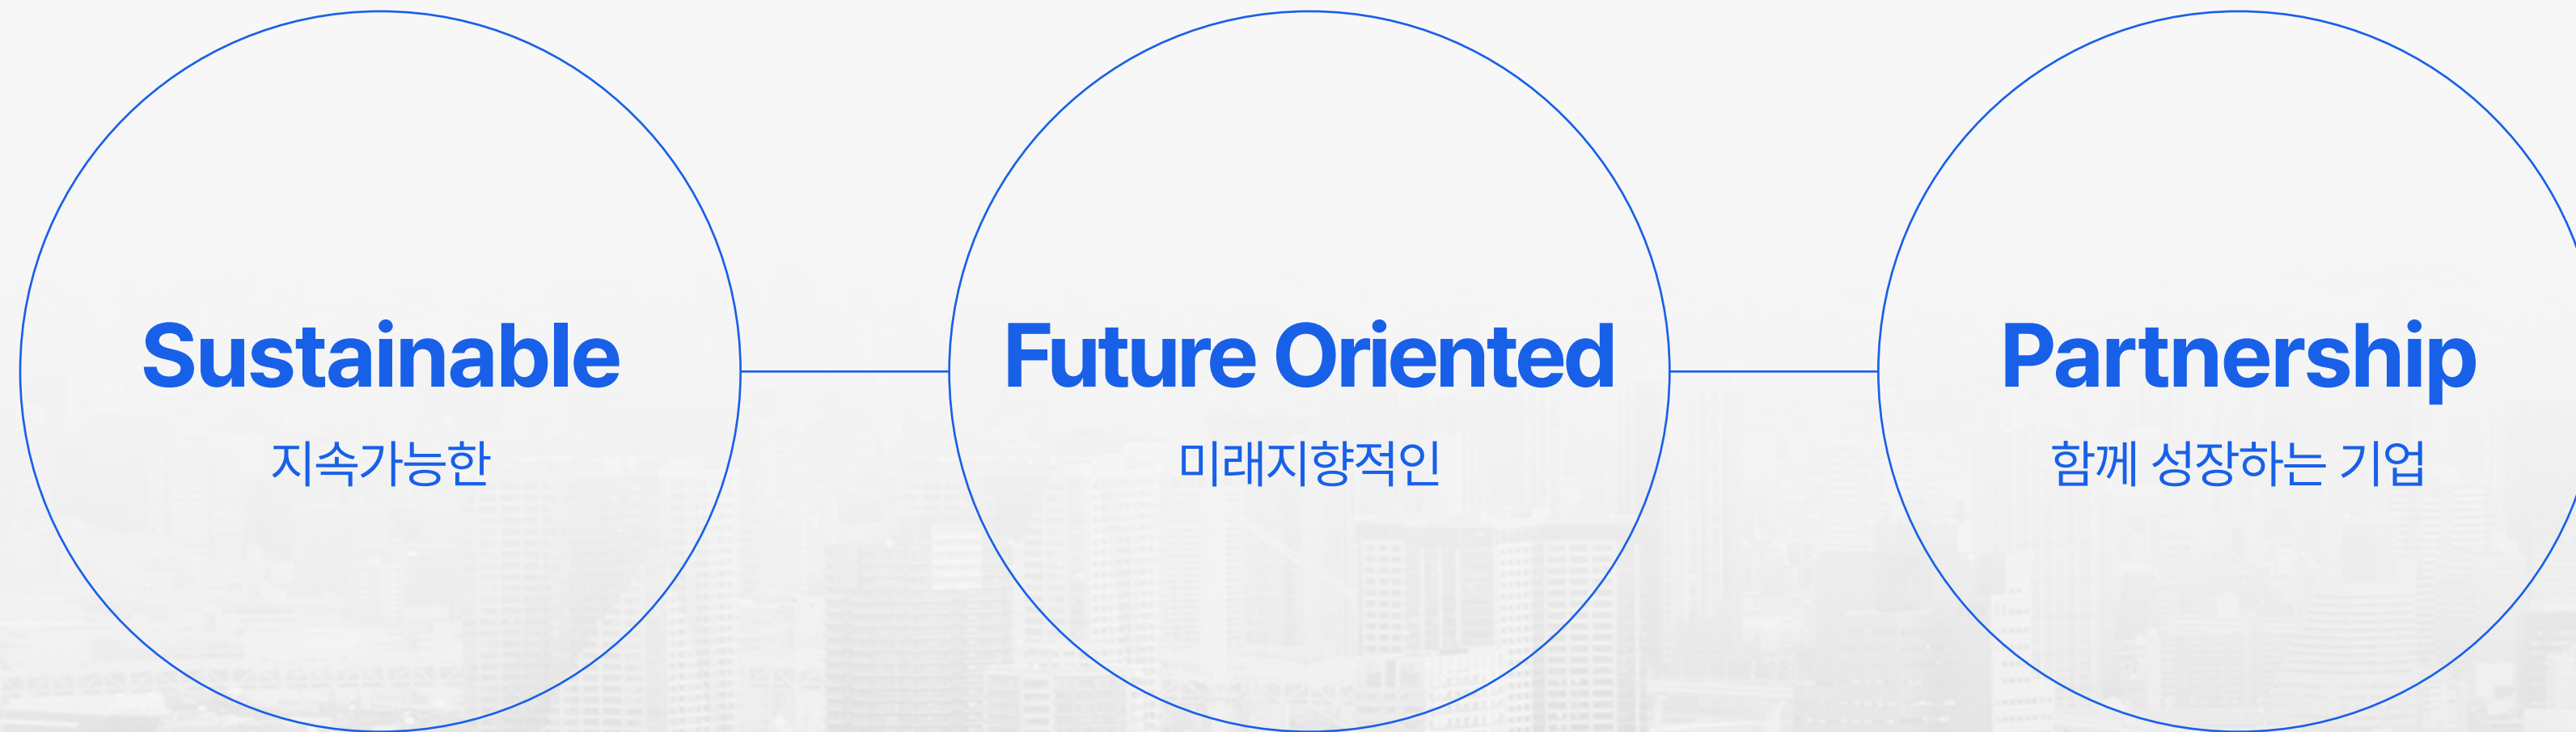 Sustainable
지속가능한
Future Oriented
미래지향적인
Partnership
함께 성장하는 기업